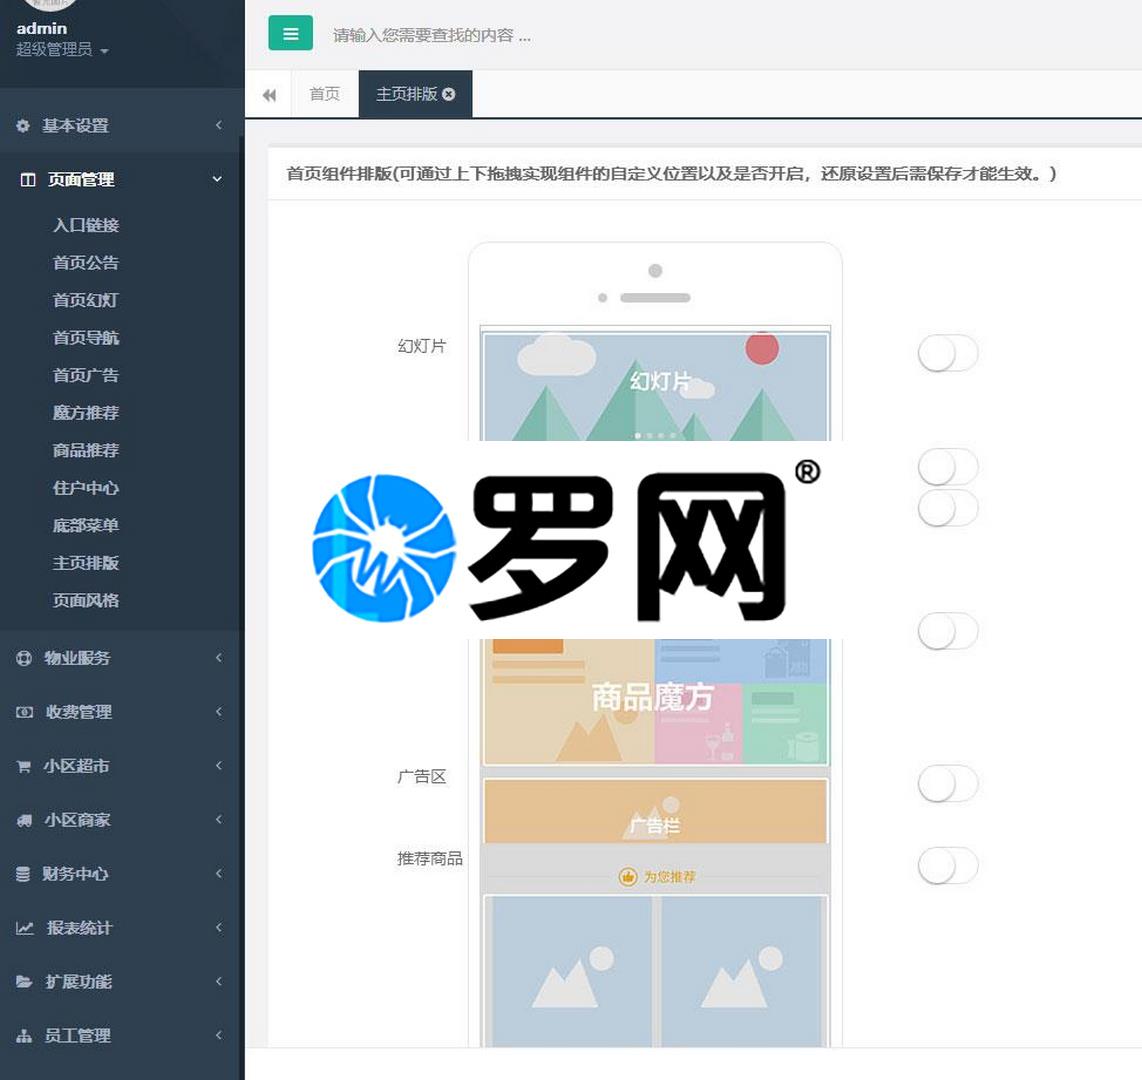 admin
超级管理员
基本设置
页面管理
入口链接
首页公告
首页幻灯
首页导航
首页广告
魔方推荐
商品推荐
住户中心
底部菜单
主页排版
页面风格
物业服务
收费管理
小区超市
小区商家
财务中心
报表统计
扩展功能
员工管理
请输入您需要查找的内容 ...
首页
主页排版
首页组件排版(可通过上下拖拽实现组件的自定义位置以及是否开启，还原设置后需保存才能生效。)
幻灯片
幻灯片
罗网®
商品魔方
广告区
广告栏
推荐商品
为您推荐